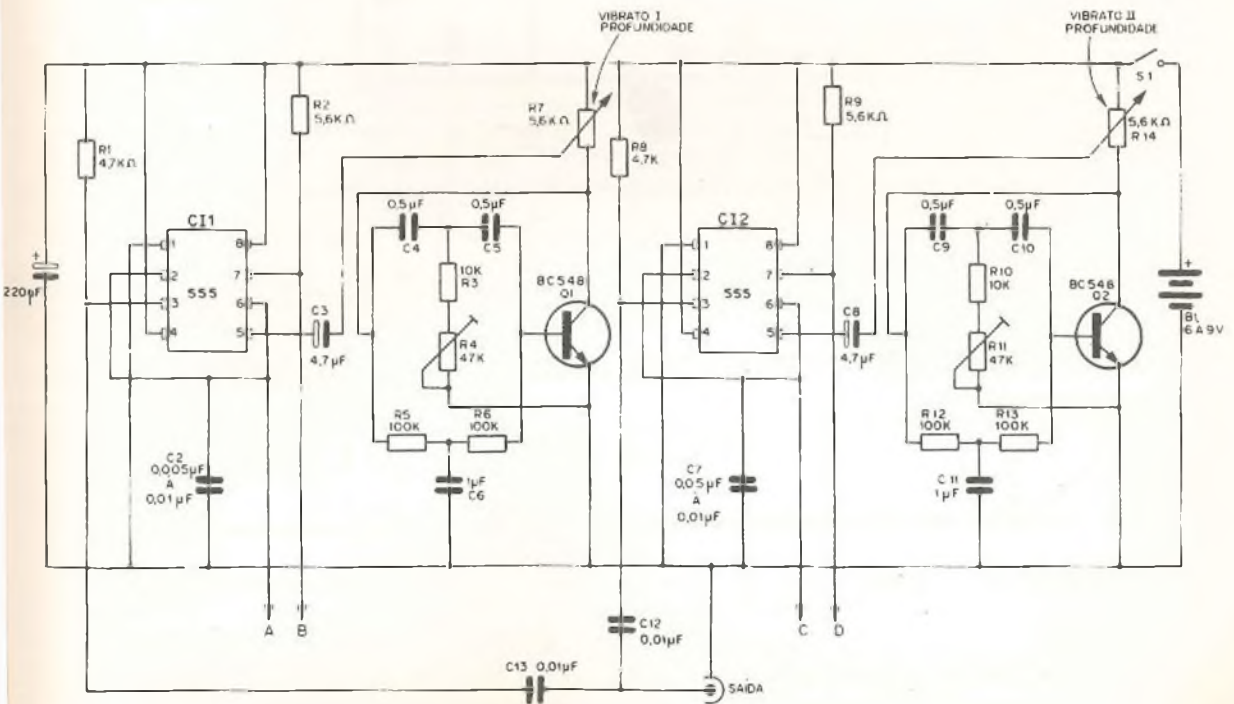 VIBRATO I
PROFUNDIDADE
VIBRATO II
PROFUNDIDADE
S1
R2
5,6KΩ
R7
5,6KΩ
R9
5,6KΩ
5,6KΩ
R14
R1
4,7KΩ
R8
4,7K
0,5µF
C4
0,5µF
C5
0,5µF
C9
0,5µF
C10
CI1
1
2
3
4
8
7
6
5
555
CI2
1
2
3
4
8
7
6
5
555
+
220µF
10K
R3
R4
47K
BC548
Q1
R10
10K
R11
47K
BC548
Q2
+
B1
6 A 9V
C3
4,7µF
C8
4,7µF
R5
100K
R6
100K
R12
100K
R13
100K
C2
0,005µF
À
0,01µF
1µF
C6
C7
0,05µF
À
0,01µF
C11
1µF
A
B
C12
0,01µF
C
D
C13 0,01µF
SAÍDA